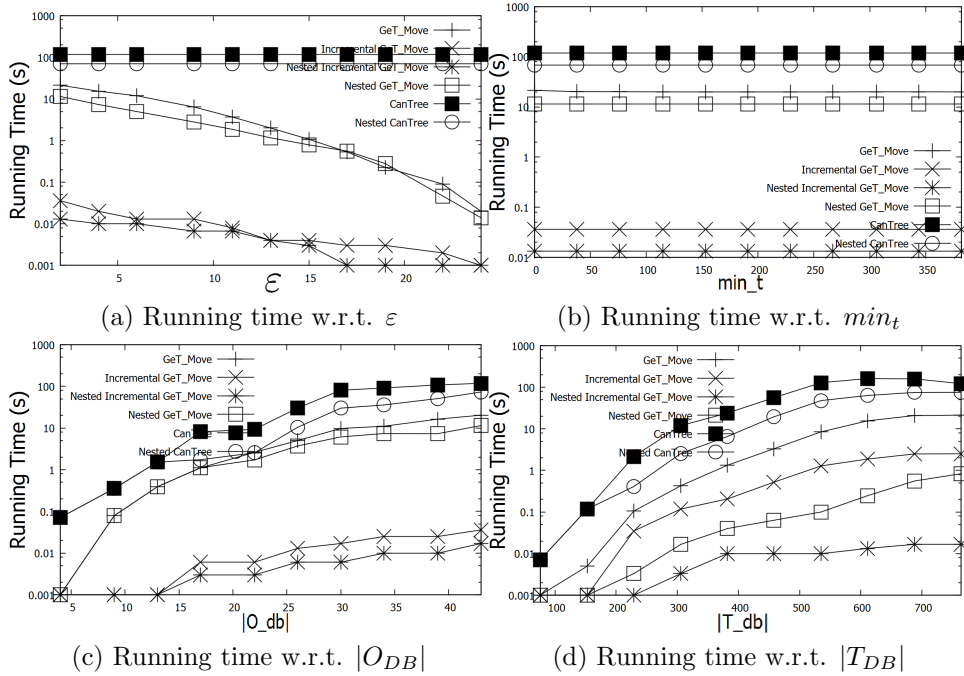 1000
100
10
1
0.1
0.01
0.001
Running Time (s)
GeT_Move
Incremental GeT_Move
Nested Incremental GeT_Move
Nested GeT_Move
CanTree
Nested CanTree
5 10 15 20
ε
(a) Running time w.r.t. ε
1000
100
10
1
0.1
0.01
Running Time (s)
GeT_Move
Incremental GeT_Move
Nested Incremental GeT_Move
Nested GeT_Move
CanTree
Nested CanTree
0 50 100 150 200 250 300 350
min_t
(b) Running time w.r.t. min_t
1000
100
10
1
0.1
0.01
0.001
Running Time (s)
GeT_Move
Incremental GeT_Move
Nested Incremental GeT_Move
Nested GeT_Move
CanTree
Nested CanTree
5 10 15 20 25 30 35 40
|O_db|
(c) Running time w.r.t. |O_DB|
1000
100
10
1
0.1
0.01
0.001
Running Time (s)
GeT_Move
Incremental GeT_Move
Nested Incremental GeT_Move
Nested GeT_Move
CanTree
Nested CanTree
100 200 300 400 500 600 700
|T_db|
(d) Running time w.r.t. |T_DB|